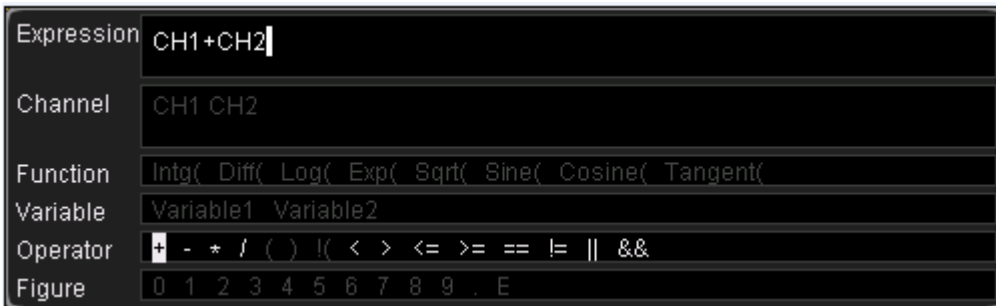 Expression CH1+CH2
Channel CH1 CH2
Function Intg( Diff( Log( Exp( Sqrt( Sine( Cosine( Tangent(
Variable Variable1 Variable2
Operator + - * / ( ) !( < > <= >= == != || &&
Figure 0 1 2 3 4 5 6 7 8 9 . E